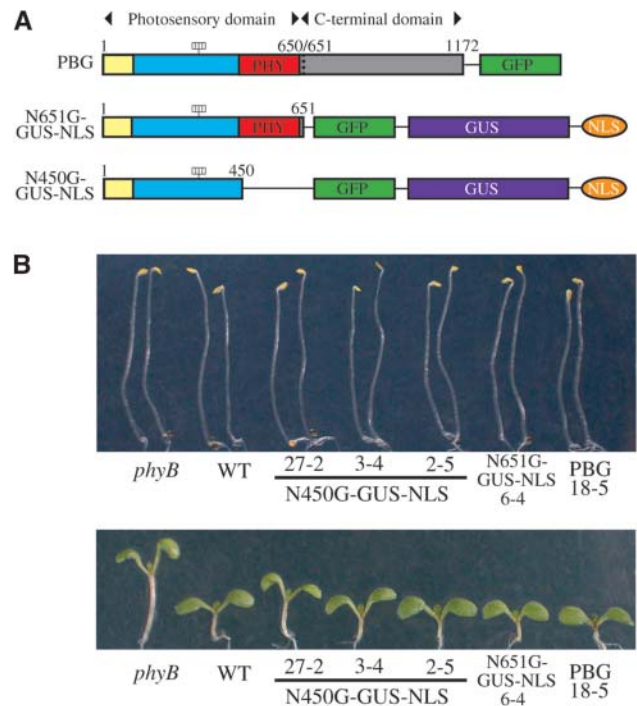 A
Photosensory domain
C-terminal domain
1
650/651
1172
PBG
PHY
GFP
1
651
N651G-
GUS-NLS
PHY
GFP
GUS
NLS
1
450
N450G-
GUS-NLS
GFP
GUS
NLS
B
phyB
WT
27-2
3-4
2-5
N450G-GUS-NLS
N651G-
GUS-NLS
6-4
PBG
18-5
phyB
WT
27-2
3-4
2-5
N450G-GUS-NLS
N651G-
GUS-NLS
6-4
PBG
18-5